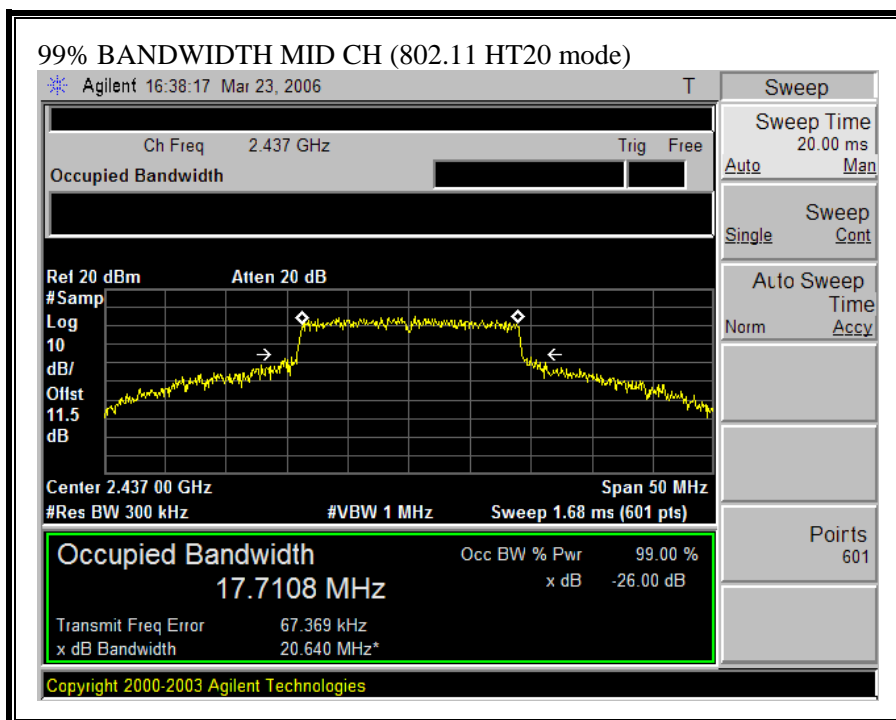 99% BANDWIDTH MID CH (802.11 HT20 mode)
Agilent 16:38:17 Mar 23, 2006 T
Sweep
Ch Freq 2.437 GHz Trig Free
Occupied Bandwidth
Sweep Time
20.00 ms
Auto Man
Sweep
Single Cont
Auto Sweep
Time
Norm Accy
Ref 20 dBm Atten 20 dB
#Samp
Log
10
dB/
Offst
11.5
dB
Center 2.437 00 GHz Span 50 MHz
#Res BW 300 kHz #VBW 1 MHz Sweep 1.68 ms (601 pts)
Points
601
Occupied Bandwidth
17.7108 MHz
Occ BW % Pwr 99.00 %
x dB -26.00 dB
Transmit Freq Error 67.369 kHz
x dB Bandwidth 20.640 MHz*
Copyright 2000-2003 Agilent Technologies